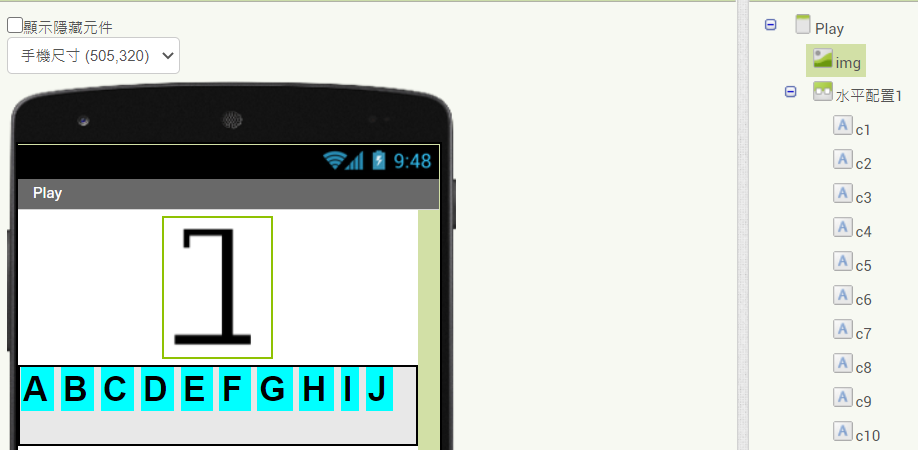 顯示隱藏元件
手機尺寸 (505,320)
9:48
Play
1
A B C D E F G H I J
Play
img
水平配置1
A c1
A c2
A c3
A c4
A c5
A c6
A c7
A c8
A c9
A c10